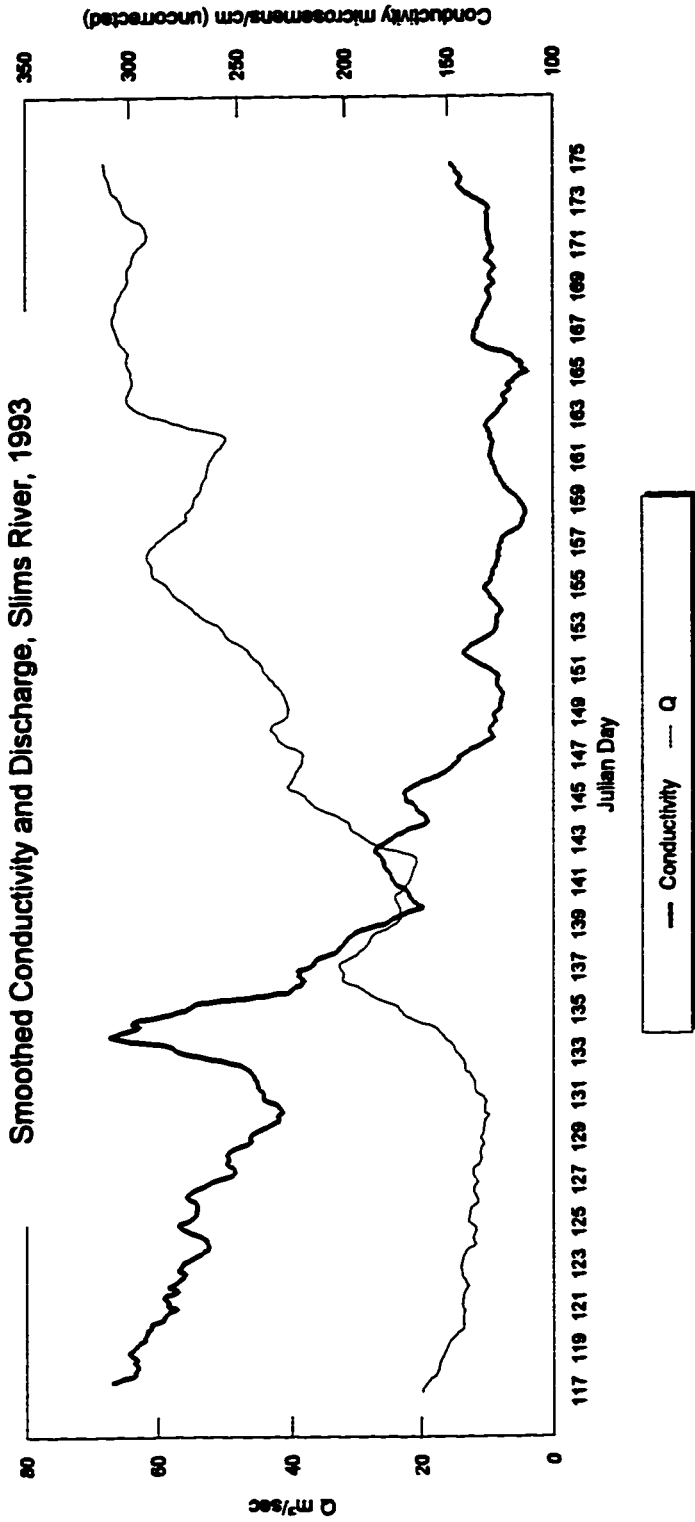 Smoothed Conductivity and Discharge, Slims River, 1993
Q m³/sec
80
60
40
20
0
Conductivity microsemens/cm (uncorrected)
350
300
250
200
150
100
117 119 121 123 125 127 129 131 133 135 137 139 141 143 145 147 149 151 153 155 157 159 161 163 165 167 169 171 173 175
Julian Day
Conductivity Q